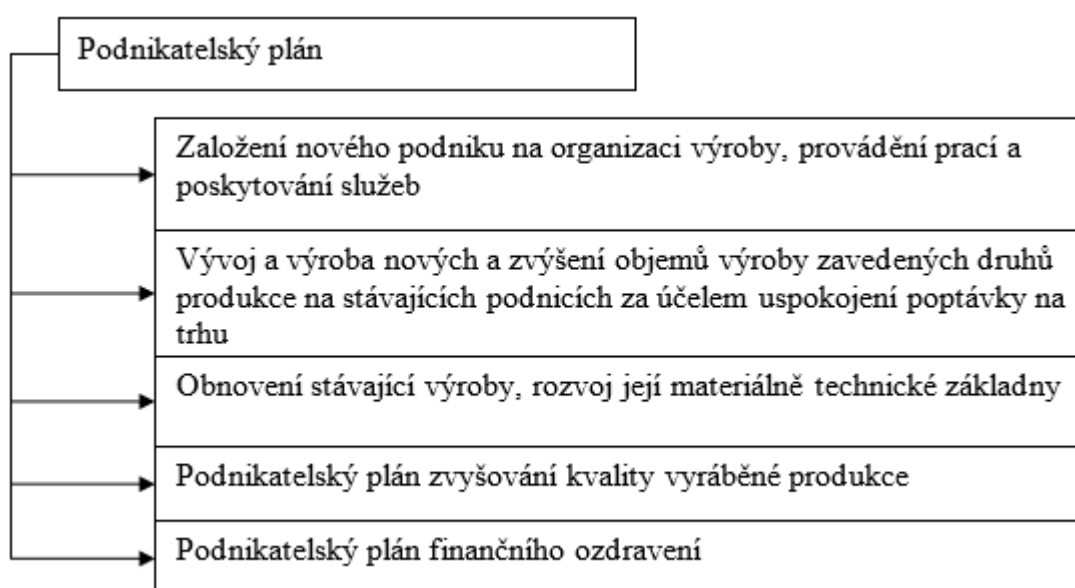 Podnikatelský plán
Založení nového podniku na organizaci výroby, provádění prací a
poskytování služeb
Vývoj a výroba nových a zvýšení objemů výroby zavedených druhů
produkce na stávajících podnicích za účelem uspokojení poptávky na
trhu
Obnovení stávající výroby, rozvoj její materiálně technické základny
Podnikatelský plán zvyšování kvality vyráběné produkce
Podnikatelský plán finančního ozdravení